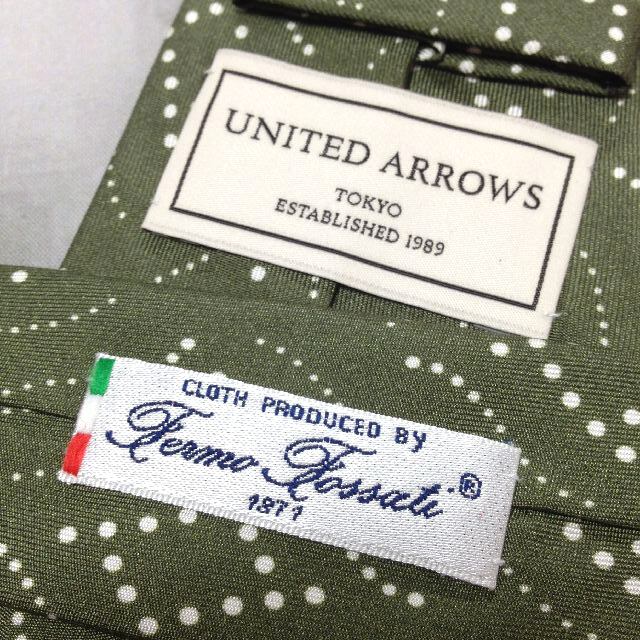 UNITED ARROWS
TOKYO
ESTABLISHED 1989
CLOTH PRODUCED BY
Fermo Fossati®
1871